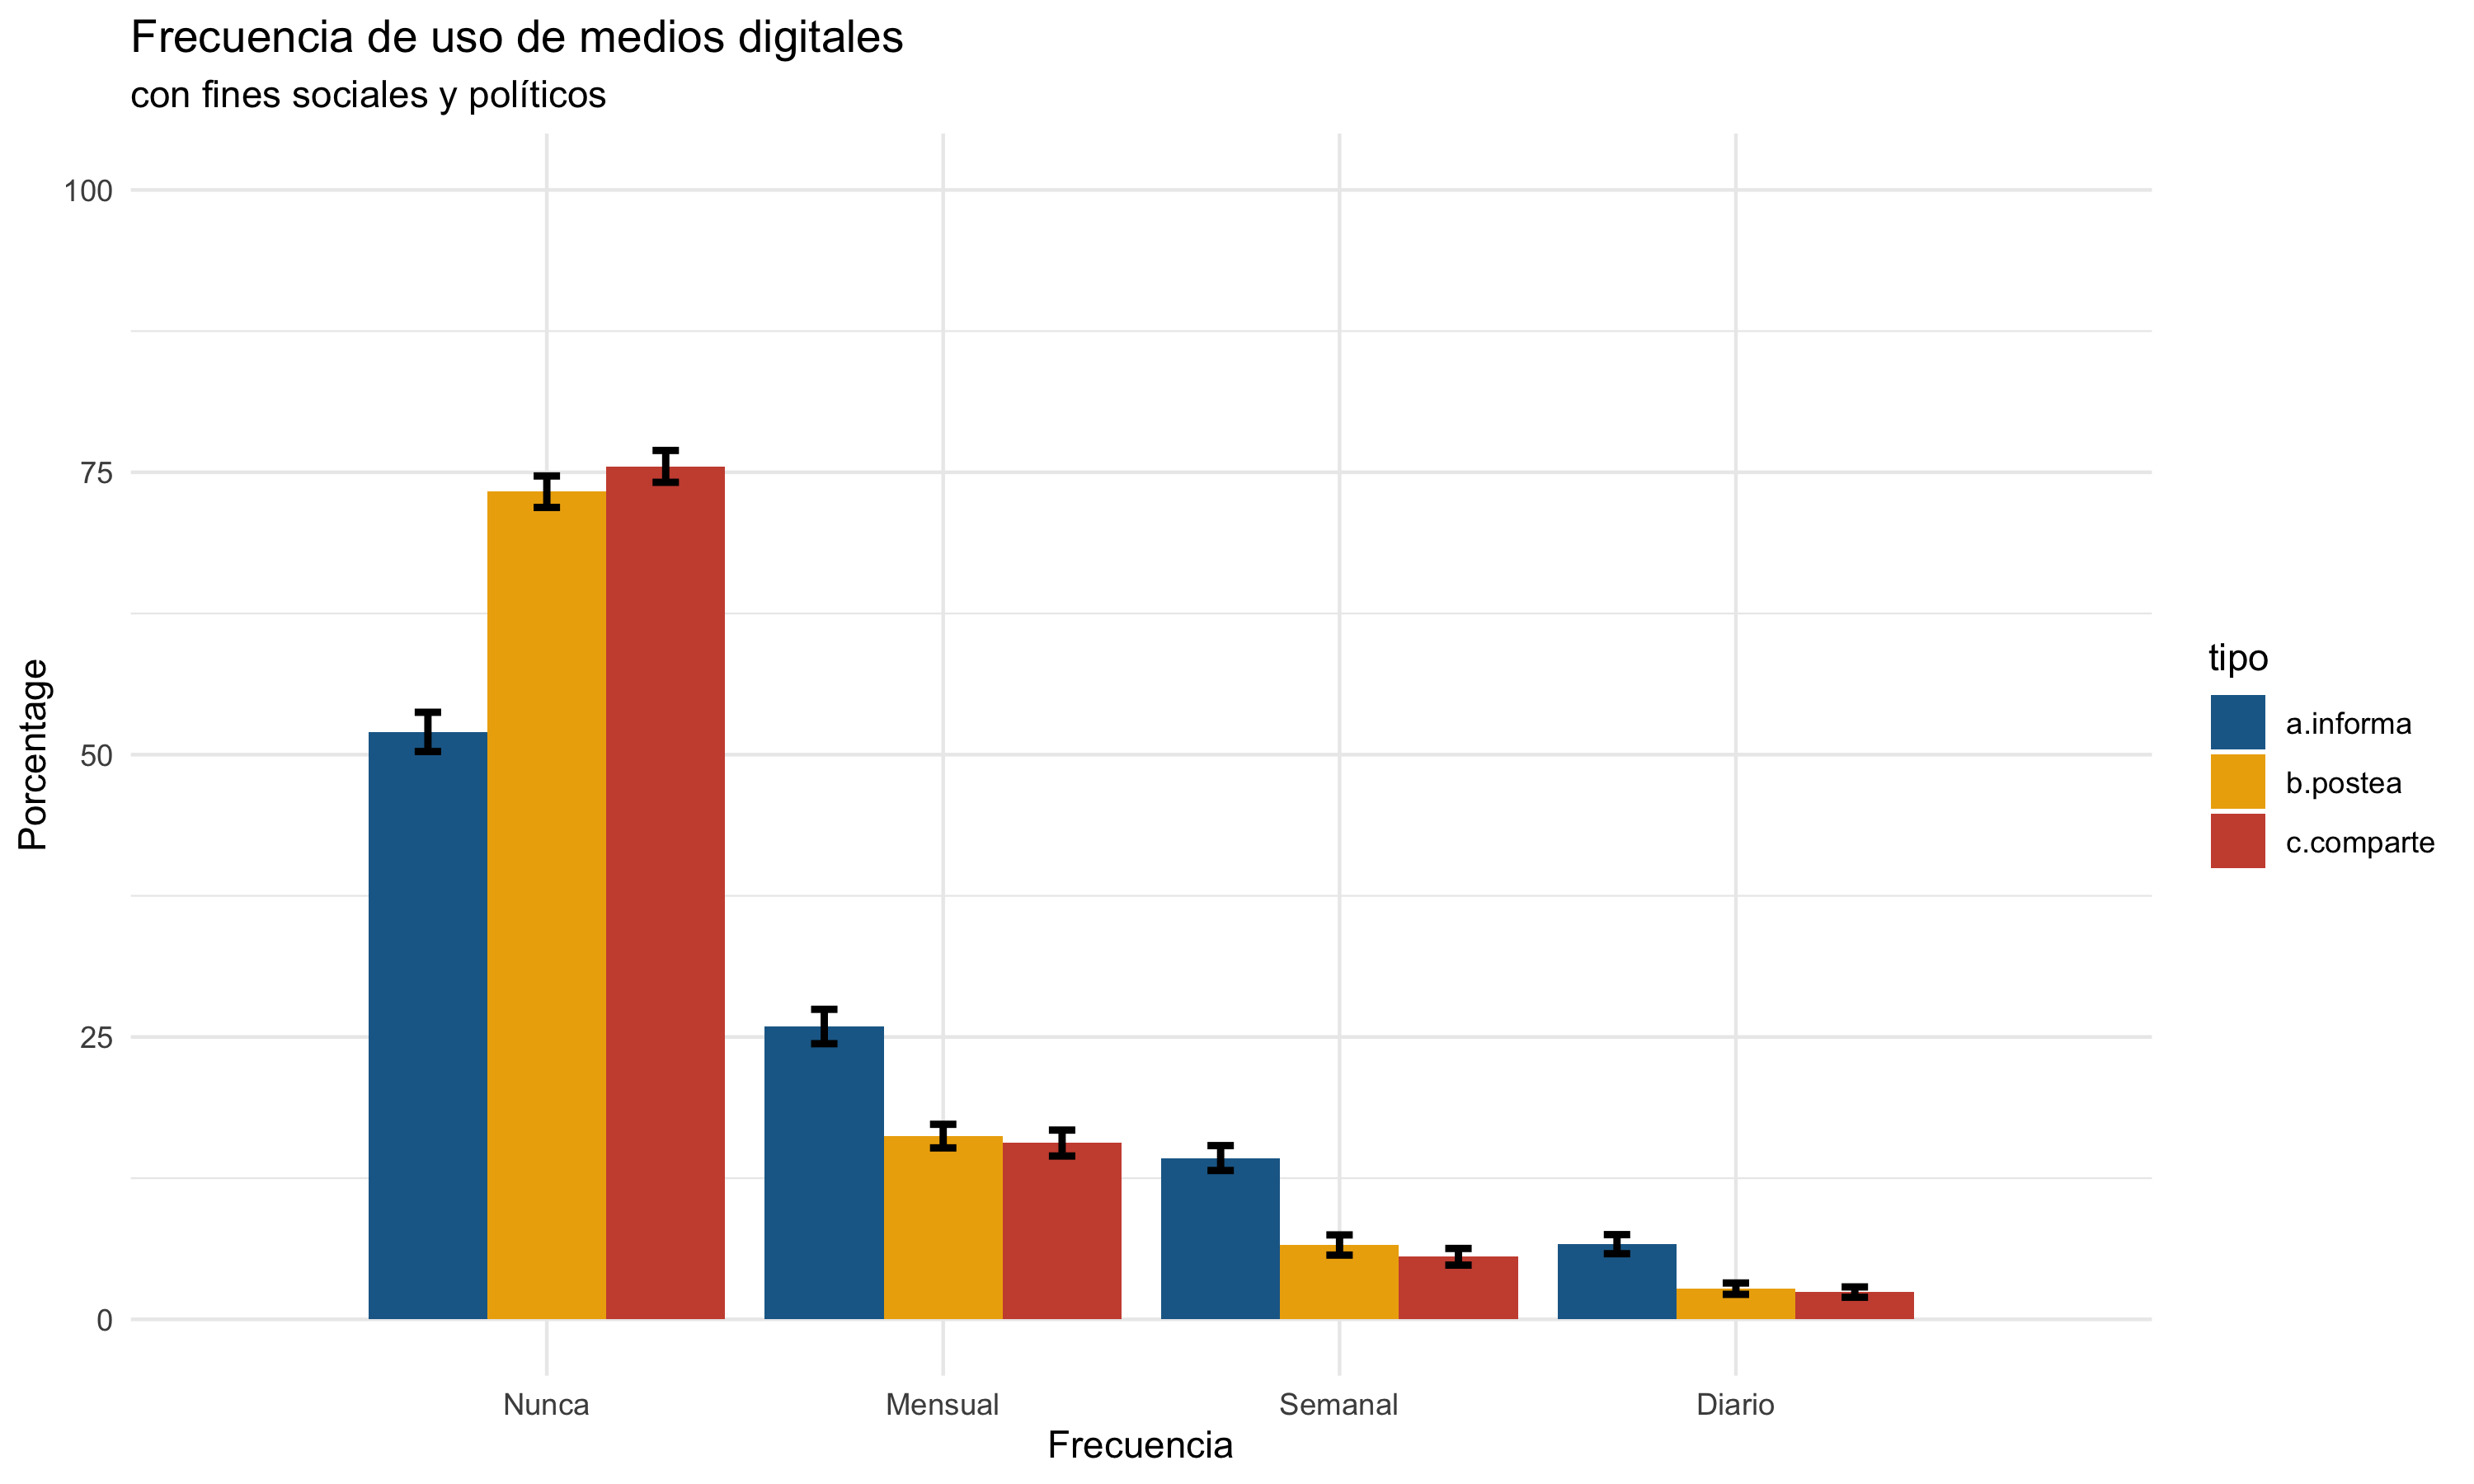 Frecuencia de uso de medios digitales
con fines sociales y políticos
Porcentage
100
75
50
25
0
Nunca
Mensual
Semanal
Diario
Frecuencia
tipo
a.informa
b.postea
c.comparte